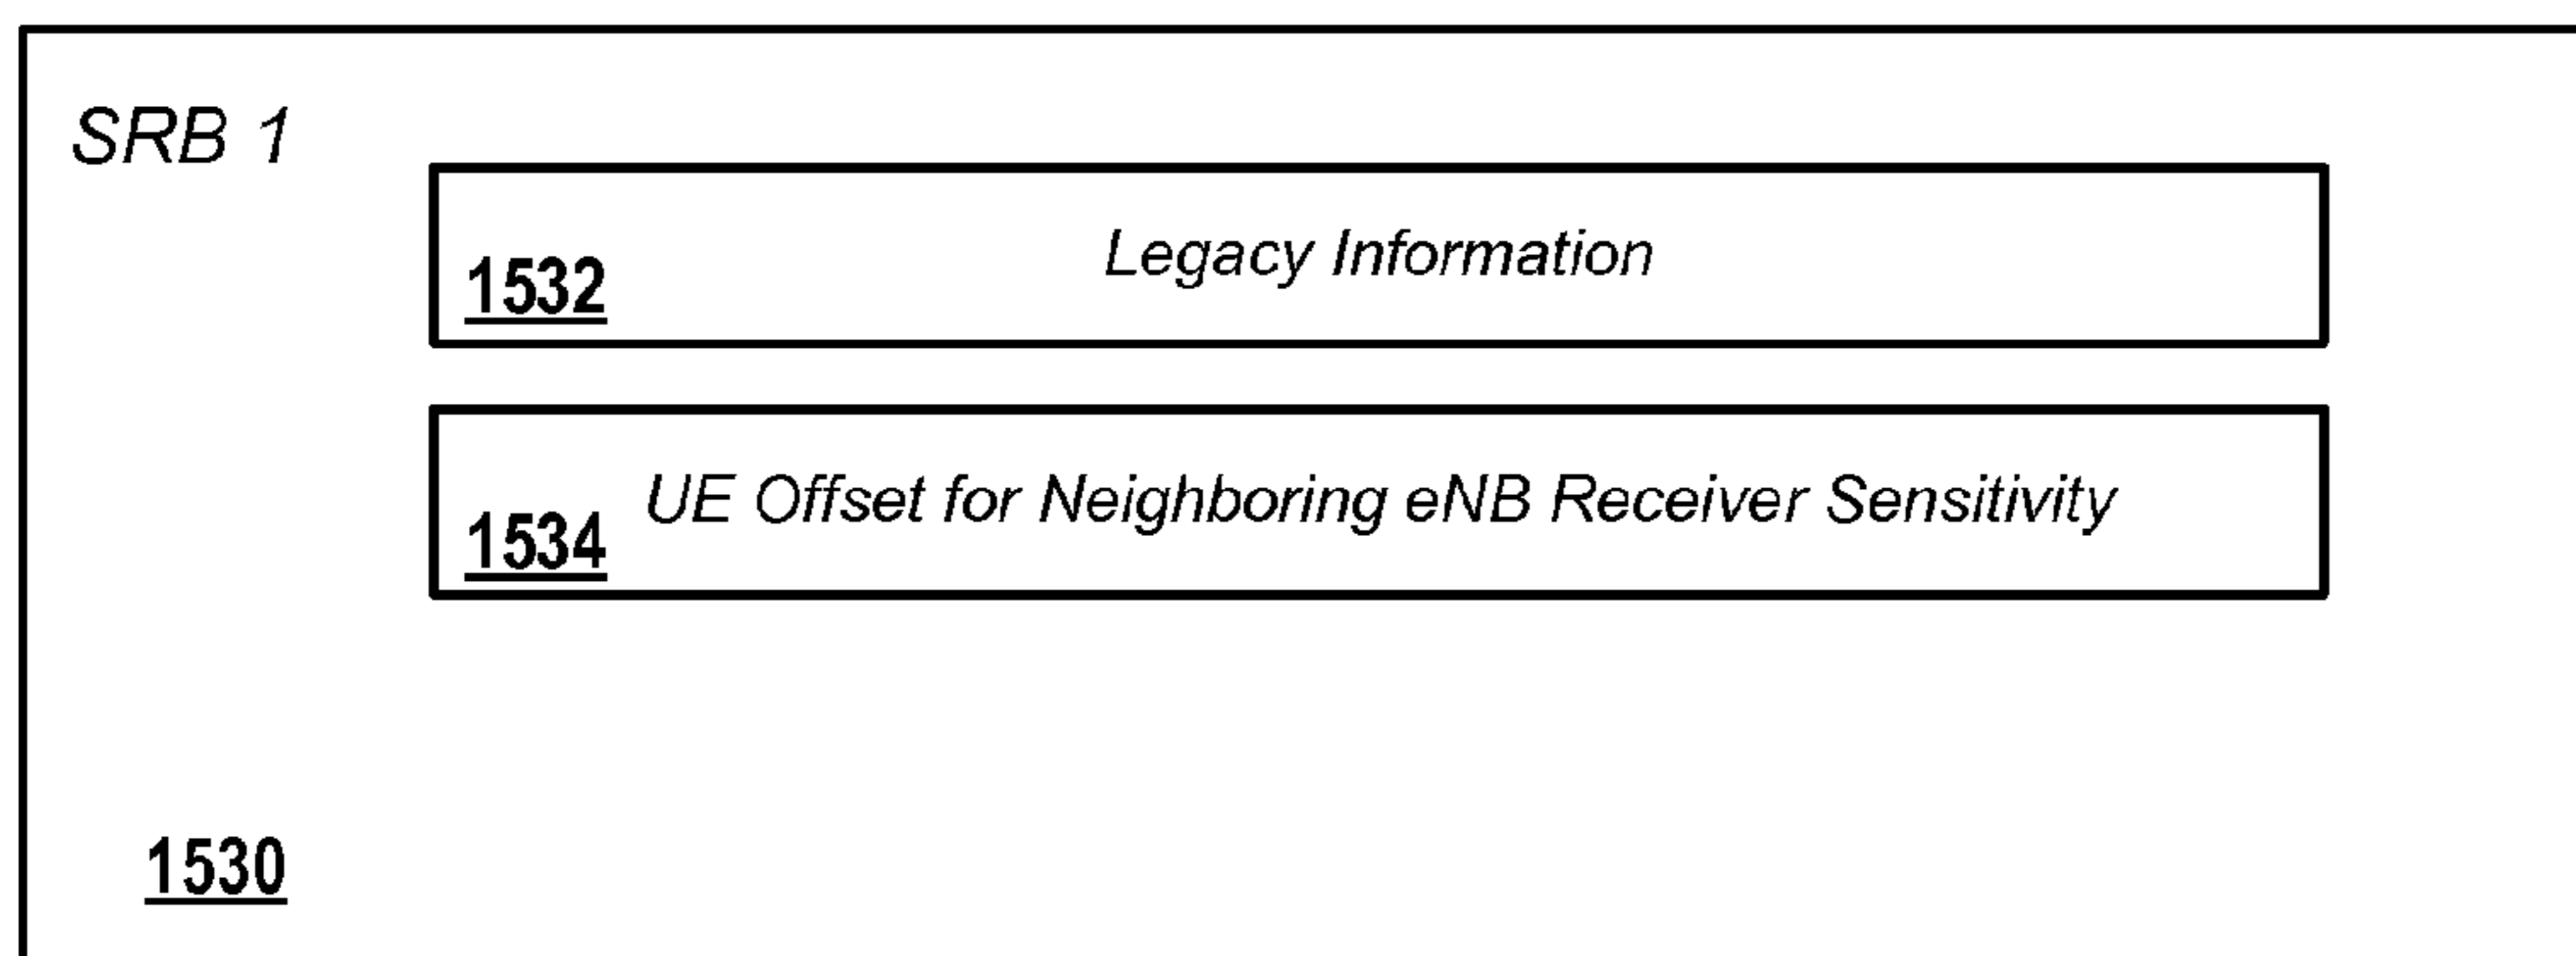 SRB 1
Legacy Information
1532
UE Offset for Neighboring eNB Receiver Sensitivity
1534
1530